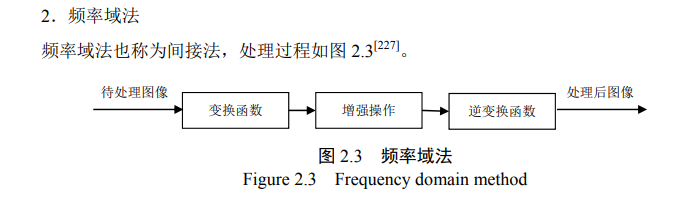 2．频率域法
频率域法也称为间接法，处理过程如图 2.3[227]。
待处理图像
变换函数
增强操作
逆变换函数
处理后图像
图 2.3 频率域法
Figure 2.3 Frequency domain method